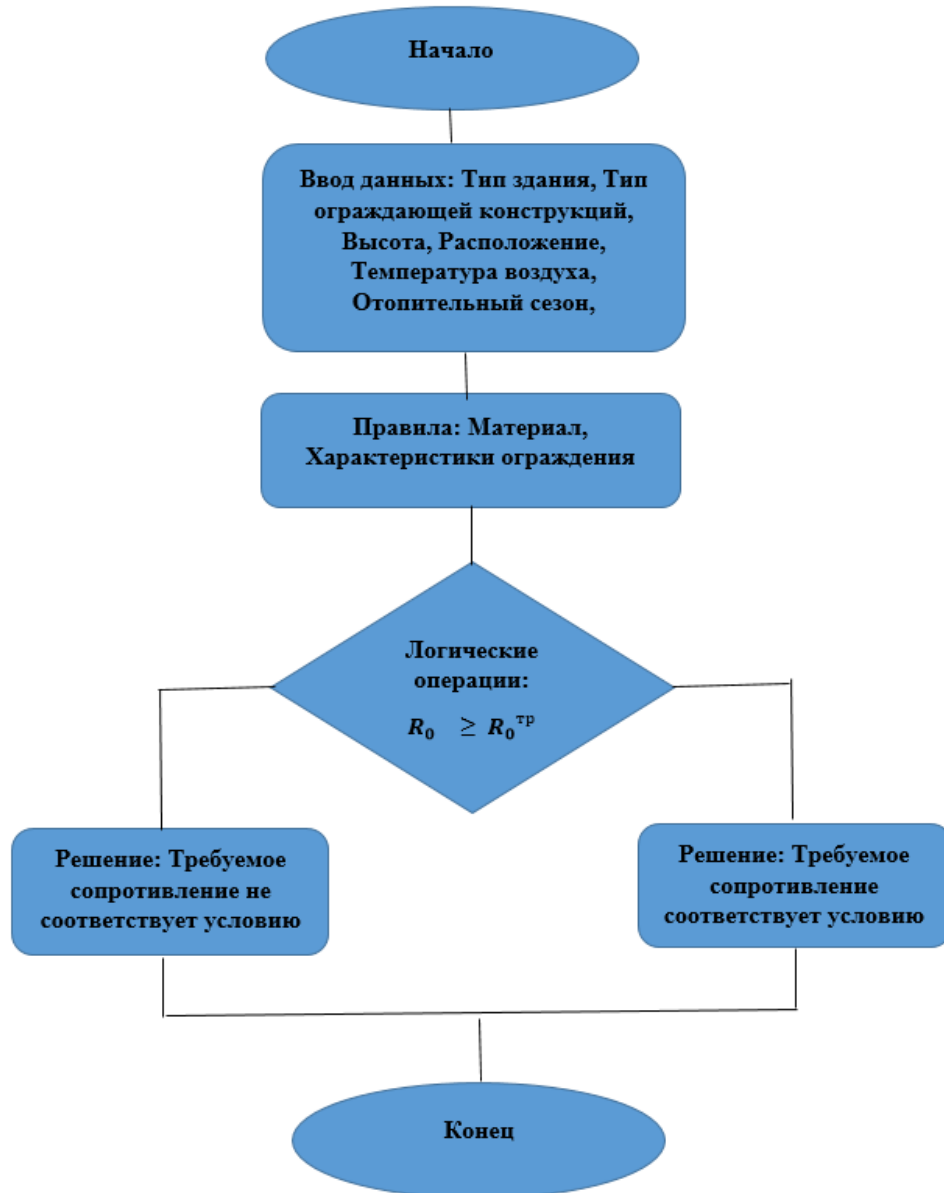 Начало
Ввод данных: Тип здания, Тип
ограждающей конструкций,
Высота, Расположение,
Температура воздуха,
Отопительный сезон,
Правила: Материал,
Характеристики ограждения
Логические
операции:
R₀ ≥ R₀ᵀᴾ
Решение: Требуемое
сопротивление не
соответствует условию
Решение: Требуемое
сопротивление
соответствует условию
Конец